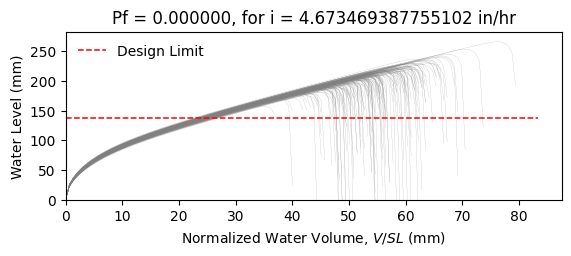 Pf = 0.000000, for i = 4.673469387755102 in/hr
Design Limit
Water Level (mm)
250
200
150
100
50
0
0 10 20 30 40 50 60 70 80
Normalized Water Volume, V/SL (mm)